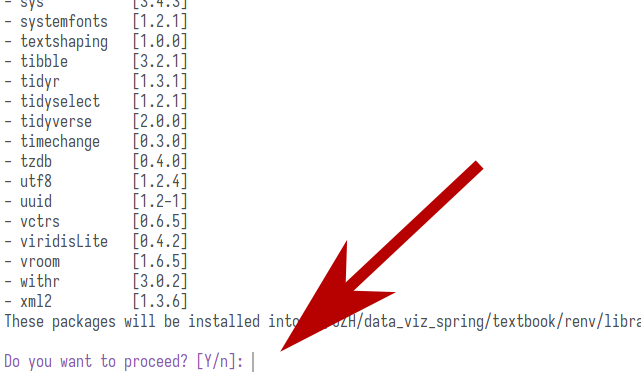 - sys [3.4.3]
- systemfonts [1.2.1]
- textshaping [1.0.0]
- tibble [3.2.1]
- tidyr [1.3.1]
- tidyselect [1.2.1]
- tidyverse [2.0.0]
- timechange [0.3.0]
- tzdb [0.4.0]
- utf8 [1.2.4]
- uuid [1.2-1]
- vctrs [0.6.5]
- viridisLite [0.4.2]
- vroom [1.6.5]
- withr [3.0.2]
- xml2 [1.3.6]
These packages will be installed into /data_viz_spring/textbook/renv/libra
Do you want to proceed? [Y/n]: